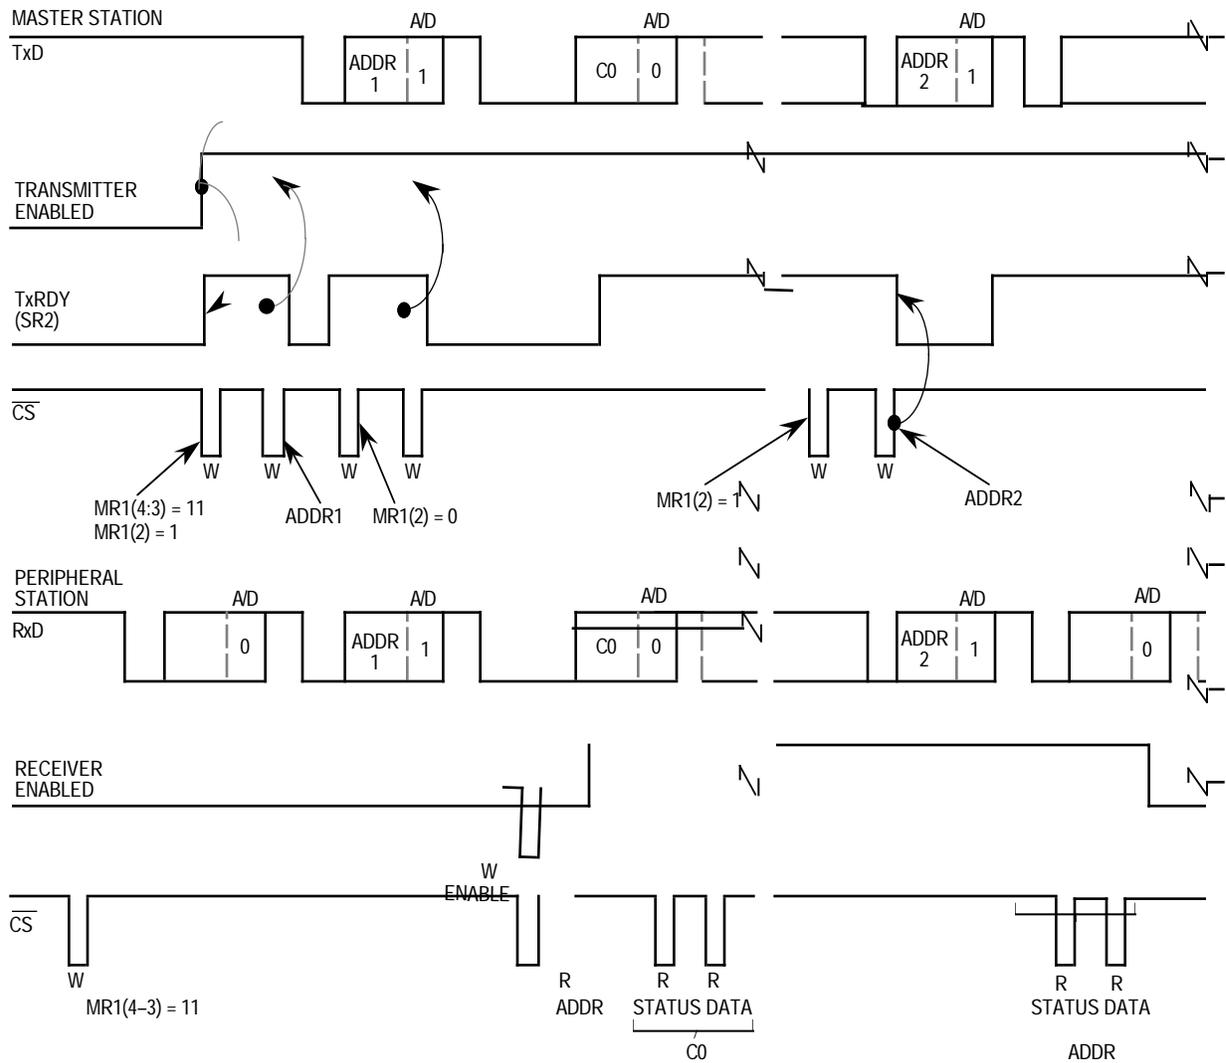 MASTER STATION
A/D A/D A/D
TxD
ADDR 1 1 C0 0 ADDR 2 1
TRANSMITTER
ENABLED
TxRDY
(SR2)
CS
W W W W W W
MR1(4:3) = 11
MR1(2) = 1
ADDR1
MR1(2) = 0
MR1(2) = 1
ADDR2
PERIPHERAL
STATION
A/D A/D A/D A/D A/D
RxD
0 ADDR 1 1 C0 0 ADDR 2 1 0
RECEIVER
ENABLED
W
ENABLE
CS
W R R R R R
MR1(4–3) = 11
ADDR
STATUS DATA
STATUS DATA
C0
ADDR